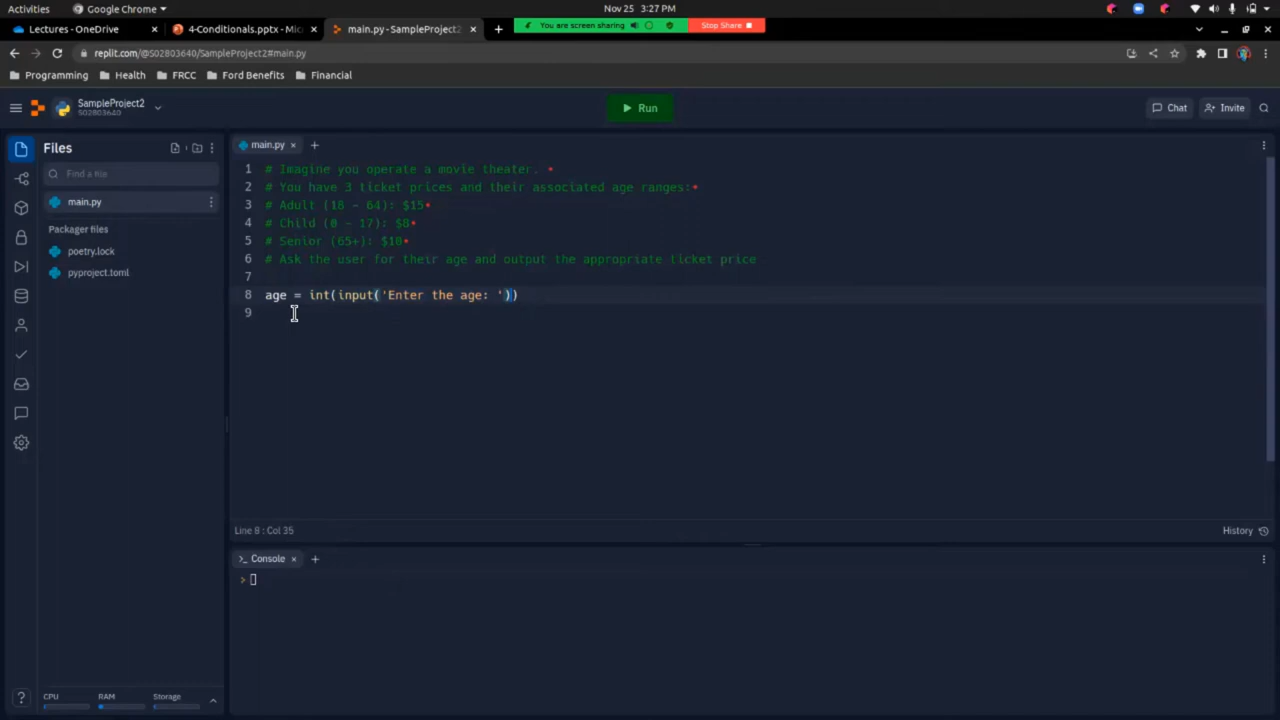 Activities
Google Chrome
Nov 25 3:27 PM
Lectures - OneDrive
4-Conditionals.pptx - Mic
main.py - SampleProject2
You are screen sharing
Stop Share
replit.com/@S02803640/SampleProject2#main.py
Programming
Health
FRCC
Ford Benefits
Financial
SampleProject2
S02803640
Run
Chat
Invite
Files
main.py
Find a file
main.py
Packager files
poetry.lock
pyproject.toml
1 # Imagine you operate a movie theater.
2 # You have 3 ticket prices and their associated age ranges:
3 # Adult (18 - 64): $15
4 # Child (0 - 17): $8
5 # Senior (65+): $10
6 # Ask the user for their age and output the appropriate ticket price
7
8 age = int(input('Enter the age: '))
9
Line 8 : Col 35
History
>_ Console
>
CPU
RAM
Storage
?